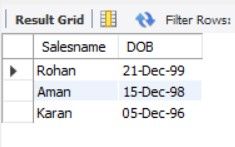 Result Grid Filter Rows:
Salesname DOB
Rohan 21-Dec-99
Aman 15-Dec-98
Karan 05-Dec-96